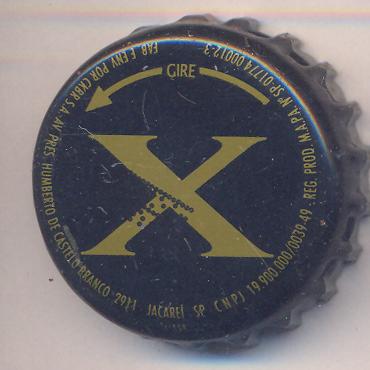 GIRE
X
FAB E ENV POR CKBR S.A. - AV PRES HUMBERTO DE CASTELO BRANCO 2911 JACAREÍ SP CNPJ 19.900.000/0039-49 - REG. PROD. M.A.P.A. Nº SP-01774 00012-3